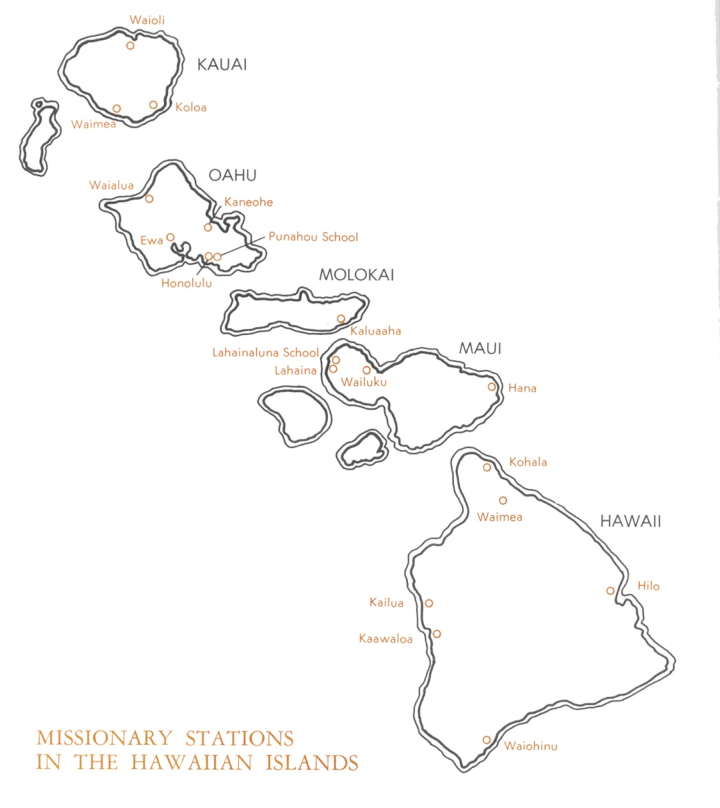 Waioli
KAUAI
Koloa
Waimea
OAHU
Waialua
Kaneohe
Ewa
Punahou School
Honolulu
MOLOKAI
Kaluaaha
MAUI
Lahainaluna School
Lahaina
Wailuku
Hana
Kohala
Waimea
HAWAII
Hilo
Kailua
Kaawaloa
Waiohinu
MISSIONARY STATIONS
IN THE HAWAIIAN ISLANDS